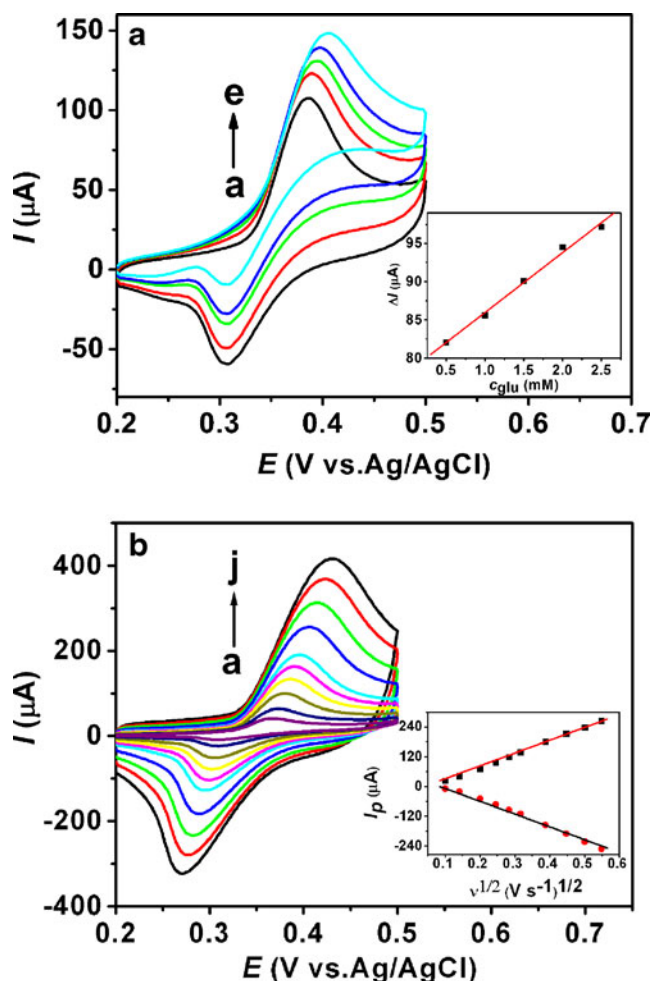 a
150
100
50
0
-50
I (μA)
e
a
0.2 0.3 0.4 0.5 0.6 0.7
E (V vs.Ag/AgCl)
95
90
85
80
ΔI (μA)
0.5 1.0 1.5 2.0 2.5
cglu (mM)
b
400
200
0
-200
-400
I (μA)
j
a
0.2 0.3 0.4 0.5 0.6 0.7
E (V vs.Ag/AgCl)
240
120
0
-120
-240
Ip (μA)
0.1 0.2 0.3 0.4 0.5 0.6
ν1/2 (V s-1)1/2